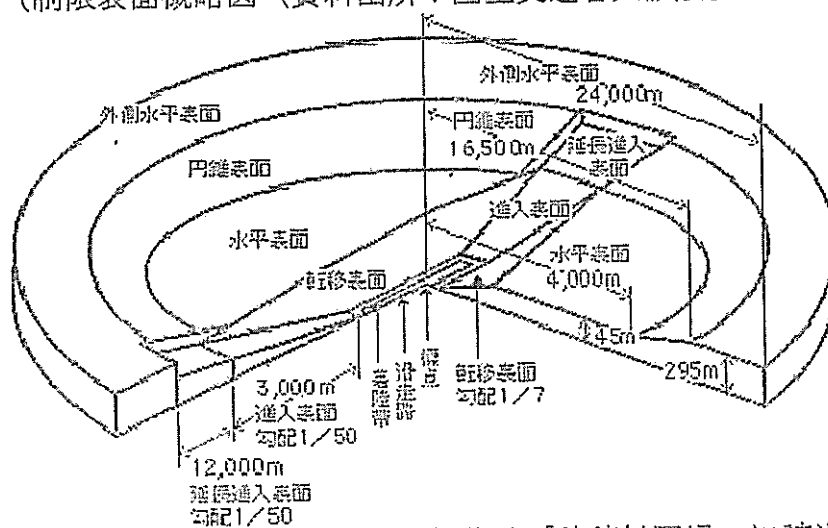 外側水平表面
24,000m
外側水平表面
円錐表面
16,500m
延長進入
表面
円錐表面
進入表面
水平表面
水平表面
4,000m
転移表面
45m
295m
3,000m
進入表面
勾配1/50
着陸帯
滑走路
標点
転移表面
勾配1/7
12,000m
延長進入表面
勾配1/50